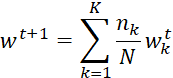 w^{t+1} = \sum_{k=1}^{K} \frac{n_k}{N} w_k^t